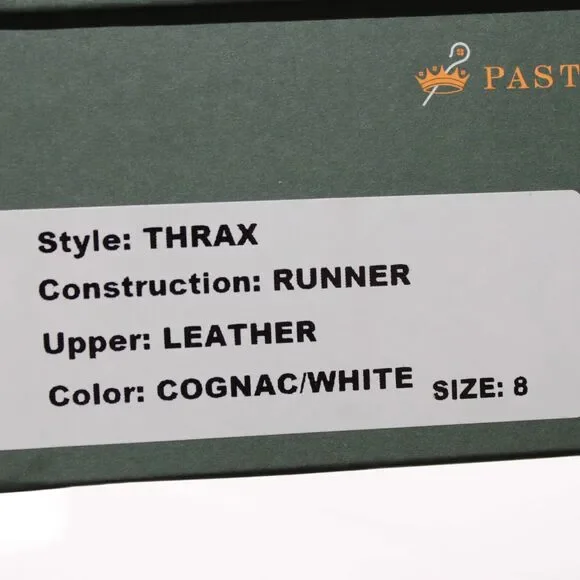 PAST
Style: THRAX
Construction: RUNNER
Upper: LEATHER
Color: COGNAC/WHITE SIZE: 8